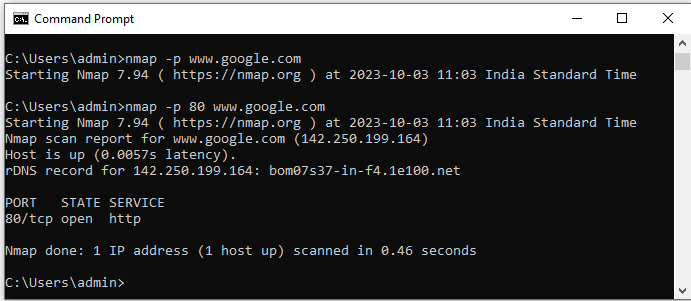 Command Prompt
C:\Users\admin>nmap -p www.google.com
Starting Nmap 7.94 ( https://nmap.org ) at 2023-10-03 11:03 India Standard Time
C:\Users\admin>nmap -p 80 www.google.com
Starting Nmap 7.94 ( https://nmap.org ) at 2023-10-03 11:03 India Standard Time
Nmap scan report for www.google.com (142.250.199.164)
Host is up (0.0057s latency).
rDNS record for 142.250.199.164: bom07s37-in-f4.1e100.net
PORT   STATE SERVICE
80/tcp open  http
Nmap done: 1 IP address (1 host up) scanned in 0.46 seconds
C:\Users\admin>